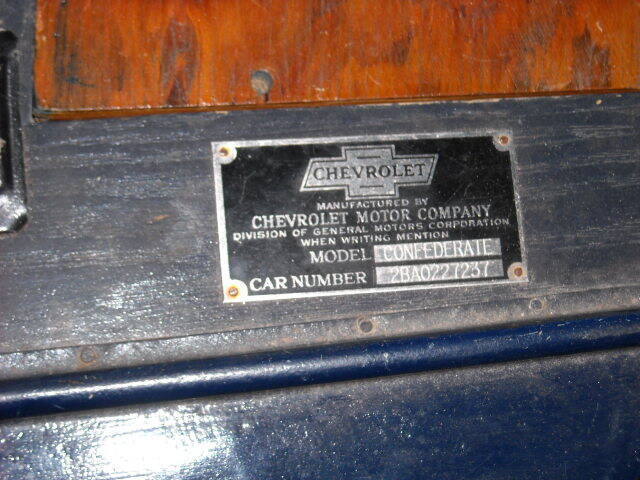 CHEVROLET
MANUFACTURED BY
CHEVROLET MOTOR COMPANY
DIVISION OF GENERAL MOTORS CORPORATION
WHEN WRITING MENTION
MODEL CONFEDERATE
CAR NUMBER 2BA0227237